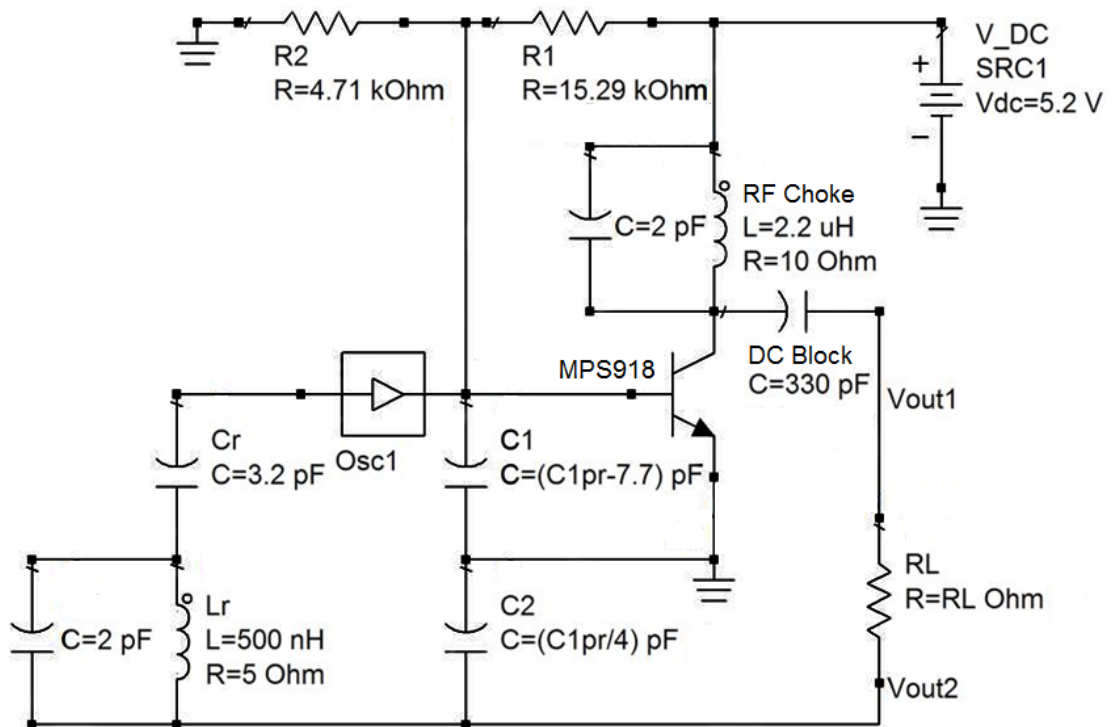 R2
R=4.71 kOhm
R1
R=15.29 kOhm
V_DC
SRC1
Vdc=5.2 V
+
−
C=2 pF
RF Choke
L=2.2 uH
R=10 Ohm
MPS918
DC Block
C=330 pF
Vout1
Osc1
Cr
C=3.2 pF
C1
C=(C1pr-7.7) pF
C=2 pF
Lr
L=500 nH
R=5 Ohm
C2
C=(C1pr/4) pF
RL
R=RL Ohm
Vout2